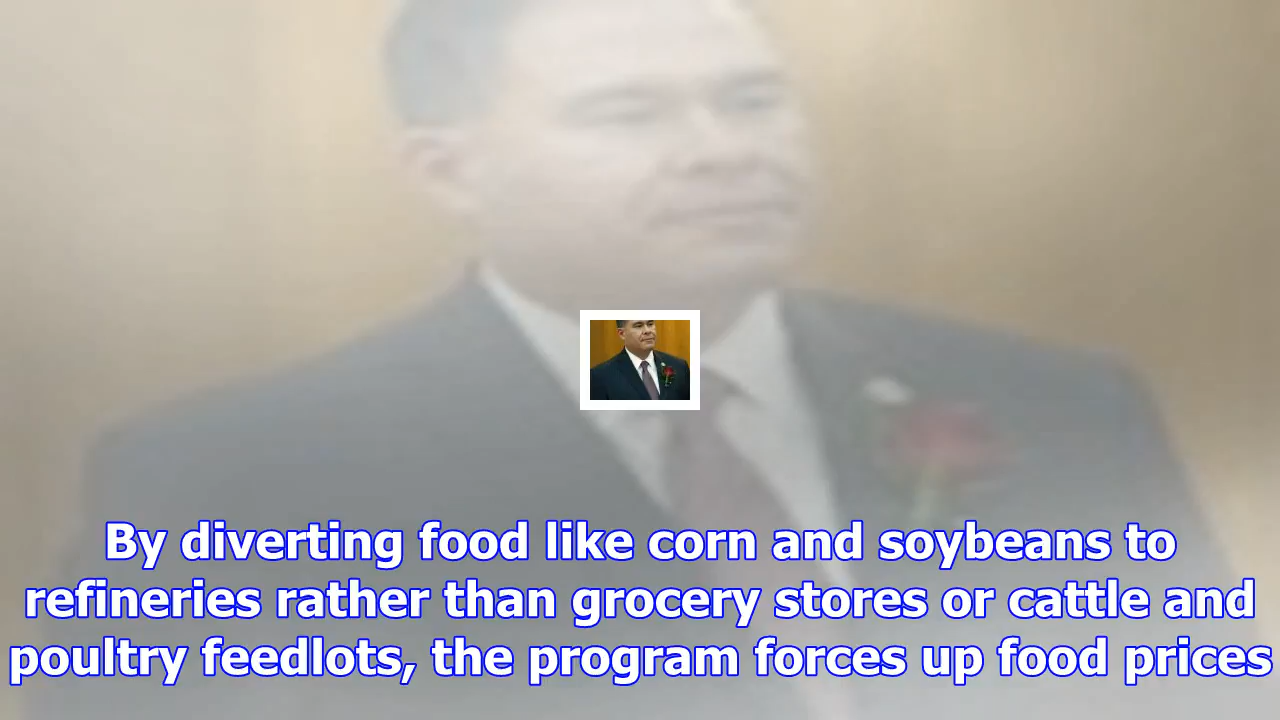 By diverting food like corn and soybeans to
refineries rather than grocery stores or cattle and
poultry feedlots, the program forces up food prices